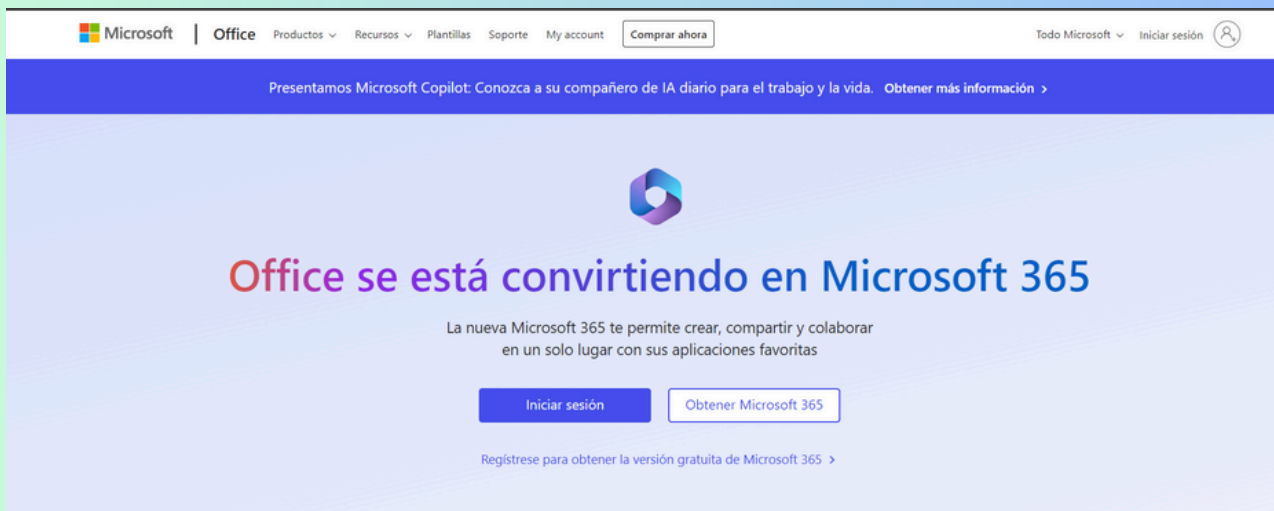 Microsoft | Office Productos Recursos Plantillas Soporte My account Comprar ahora Todo Microsoft Iniciar sesión
Presentamos Microsoft Copilot: Conozca a su compañero de IA diario para el trabajo y la vida. Obtener más información >
Office se está convirtiendo en Microsoft 365
La nueva Microsoft 365 te permite crear, compartir y colaborar
en un solo lugar con sus aplicaciones favoritas
Iniciar sesión Obtener Microsoft 365
Regístrese para obtener la versión gratuita de Microsoft 365 >